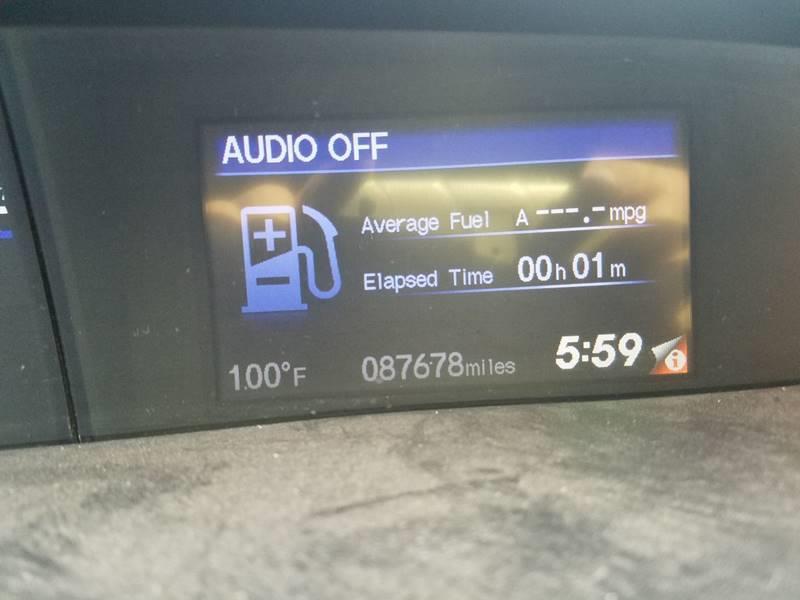 AUDIO OFF
Average Fuel A ---.- mpg
Elapsed Time 00h 01m
100°F 087678miles 5:59